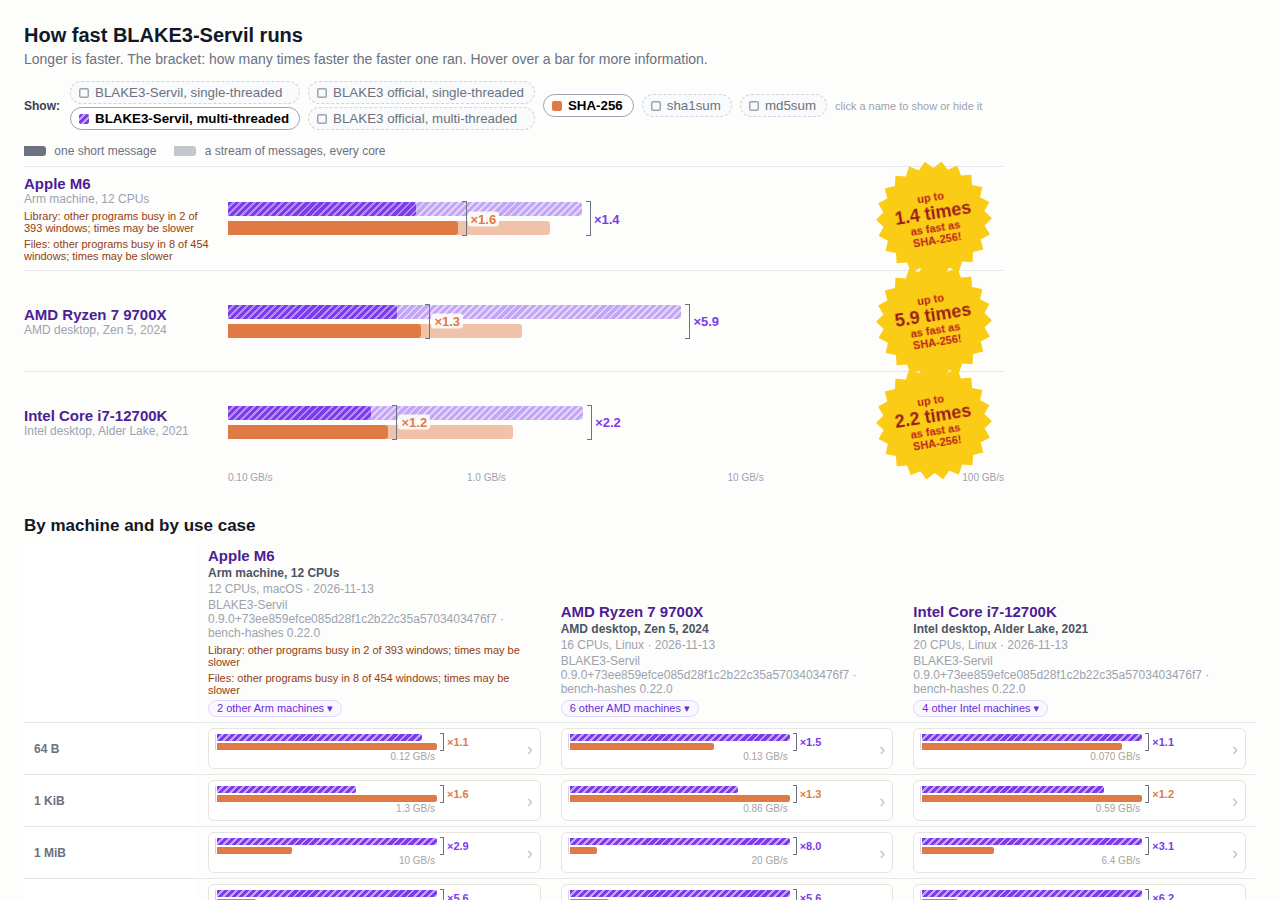 How fast BLAKE3-Servil runs
Longer is faster. The bracket: how many times faster the faster one ran. Hover over a bar for more information.
Show:
BLAKE3-Servil, single-threaded
BLAKE3 official, single-threaded
BLAKE3-Servil, multi-threaded
BLAKE3 official, multi-threaded
SHA-256
sha1sum
md5sum
click a name to show or hide it
one short message
a stream of messages, every core
Apple M6
Arm machine, 12 CPUs
Library: other programs busy in 2 of
393 windows; times may be slower
Files: other programs busy in 8 of 454
windows; times may be slower
×1.6
×1.4
up to
1.4 times
as fast as
SHA-256!
AMD Ryzen 7 9700X
AMD desktop, Zen 5, 2024
×1.3
×5.9
up to
5.9 times
as fast as
SHA-256!
Intel Core i7-12700K
Intel desktop, Alder Lake, 2021
×1.2
×2.2
up to
2.2 times
as fast as
SHA-256!
0.10 GB/s
1.0 GB/s
10 GB/s
100 GB/s
By machine and by use case
Apple M6
Arm machine, 12 CPUs
12 CPUs, macOS · 2026-11-13
BLAKE3-Servil
0.9.0+73ee859efce085d28f1c2b22c35a5703403476f7 ·
bench-hashes 0.22.0
Library: other programs busy in 2 of 393 windows; times may be
slower
Files: other programs busy in 8 of 454 windows; times may be
slower
2 other Arm machines ▾
AMD Ryzen 7 9700X
AMD desktop, Zen 5, 2024
16 CPUs, Linux · 2026-11-13
BLAKE3-Servil
0.9.0+73ee859efce085d28f1c2b22c35a5703403476f7 ·
bench-hashes 0.22.0
6 other AMD machines ▾
Intel Core i7-12700K
Intel desktop, Alder Lake, 2021
20 CPUs, Linux · 2026-11-13
BLAKE3-Servil
0.9.0+73ee859efce085d28f1c2b22c35a5703403476f7 ·
bench-hashes 0.22.0
4 other Intel machines ▾
64 B
×1.1
0.12 GB/s
×1.5
0.13 GB/s
×1.1
0.070 GB/s
1 KiB
×1.6
1.3 GB/s
×1.3
0.86 GB/s
×1.2
0.59 GB/s
1 MiB
×2.9
10 GB/s
×8.0
20 GB/s
×3.1
6.4 GB/s
×5.6
×5.6
×6.2